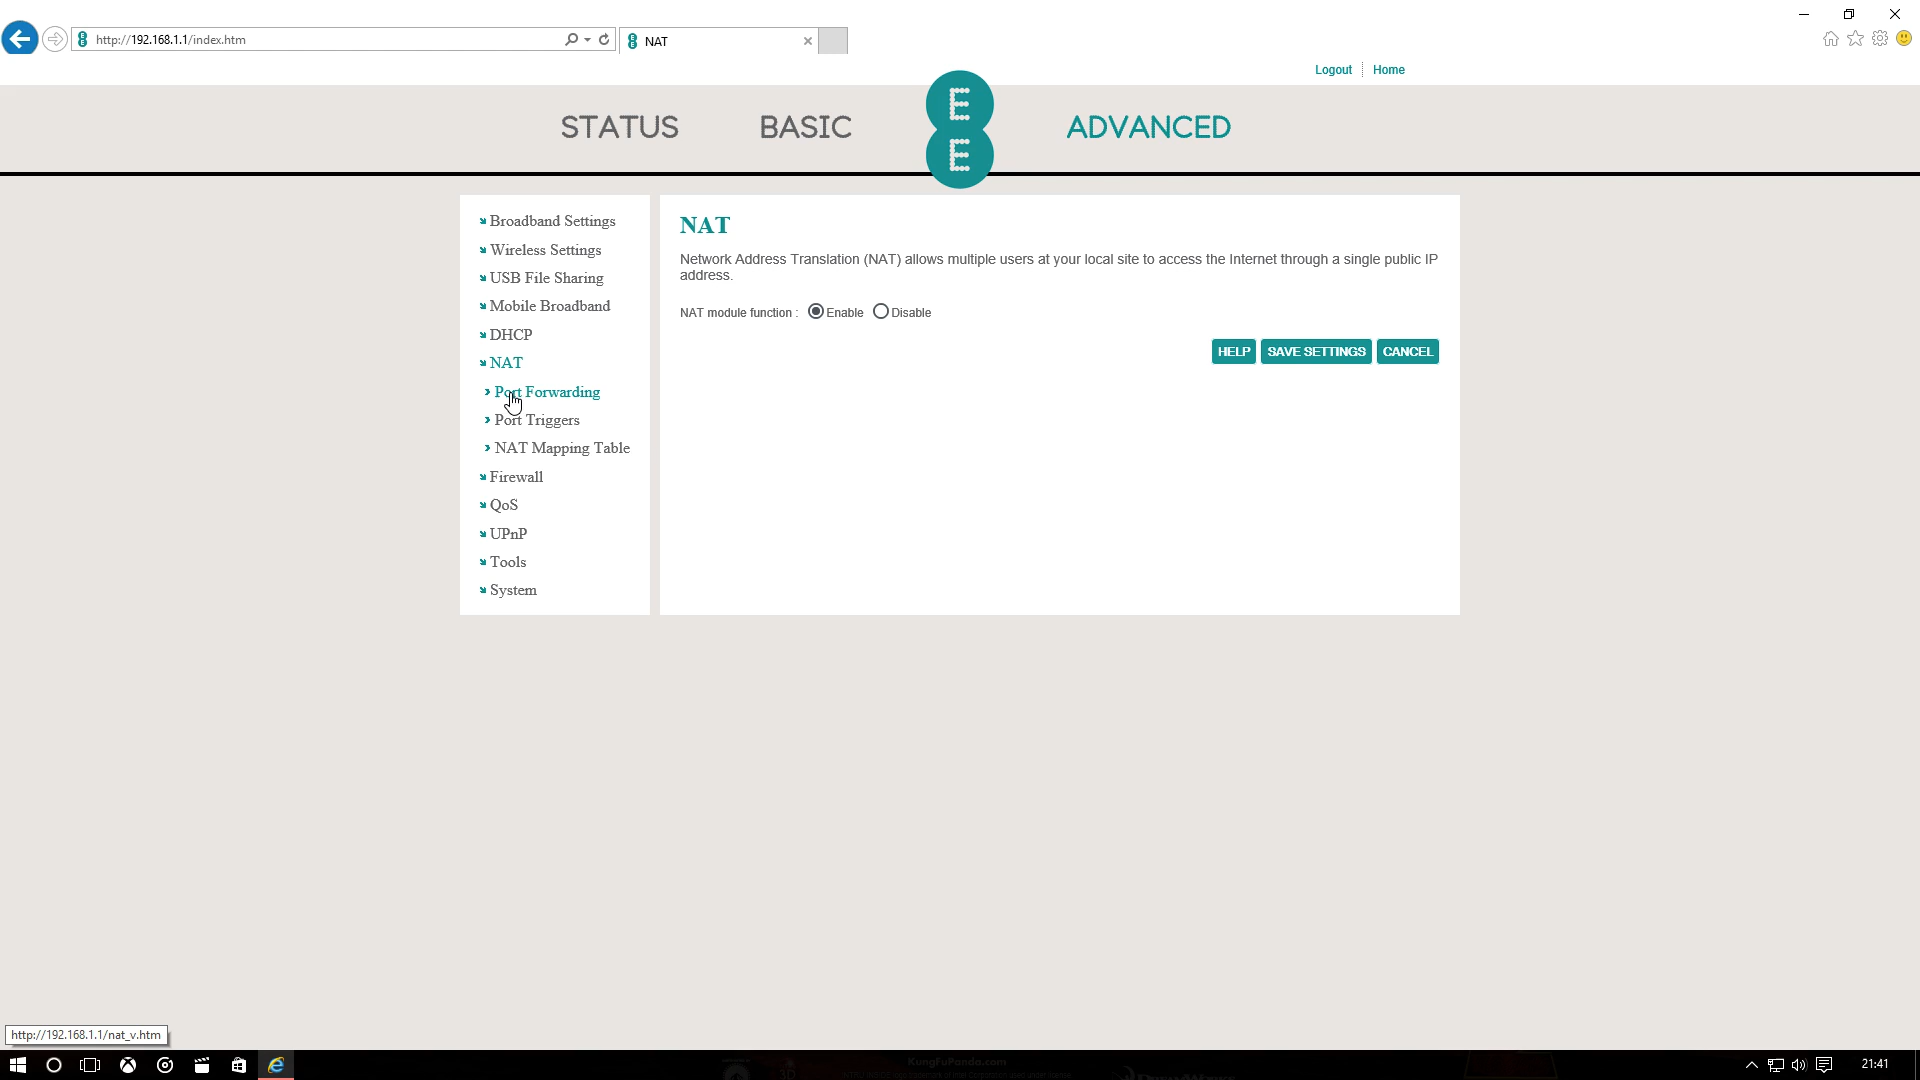 http://192.168.1.1/index.htm
NAT
Logout
Home
STATUS
BASIC
E
E
ADVANCED
Broadband Settings
Wireless Settings
USB File Sharing
Mobile Broadband
DHCP
NAT
Port Forwarding
Port Triggers
NAT Mapping Table
Firewall
QoS
UPnP
Tools
System
NAT
Network Address Translation (NAT) allows multiple users at your local site to access the Internet through a single public IP
address.
NAT module function : Enable Disable
HELP SAVE SETTINGS CANCEL
http://192.168.1.1/nat_v.htm
KungFuPanda.com
3D
21:41